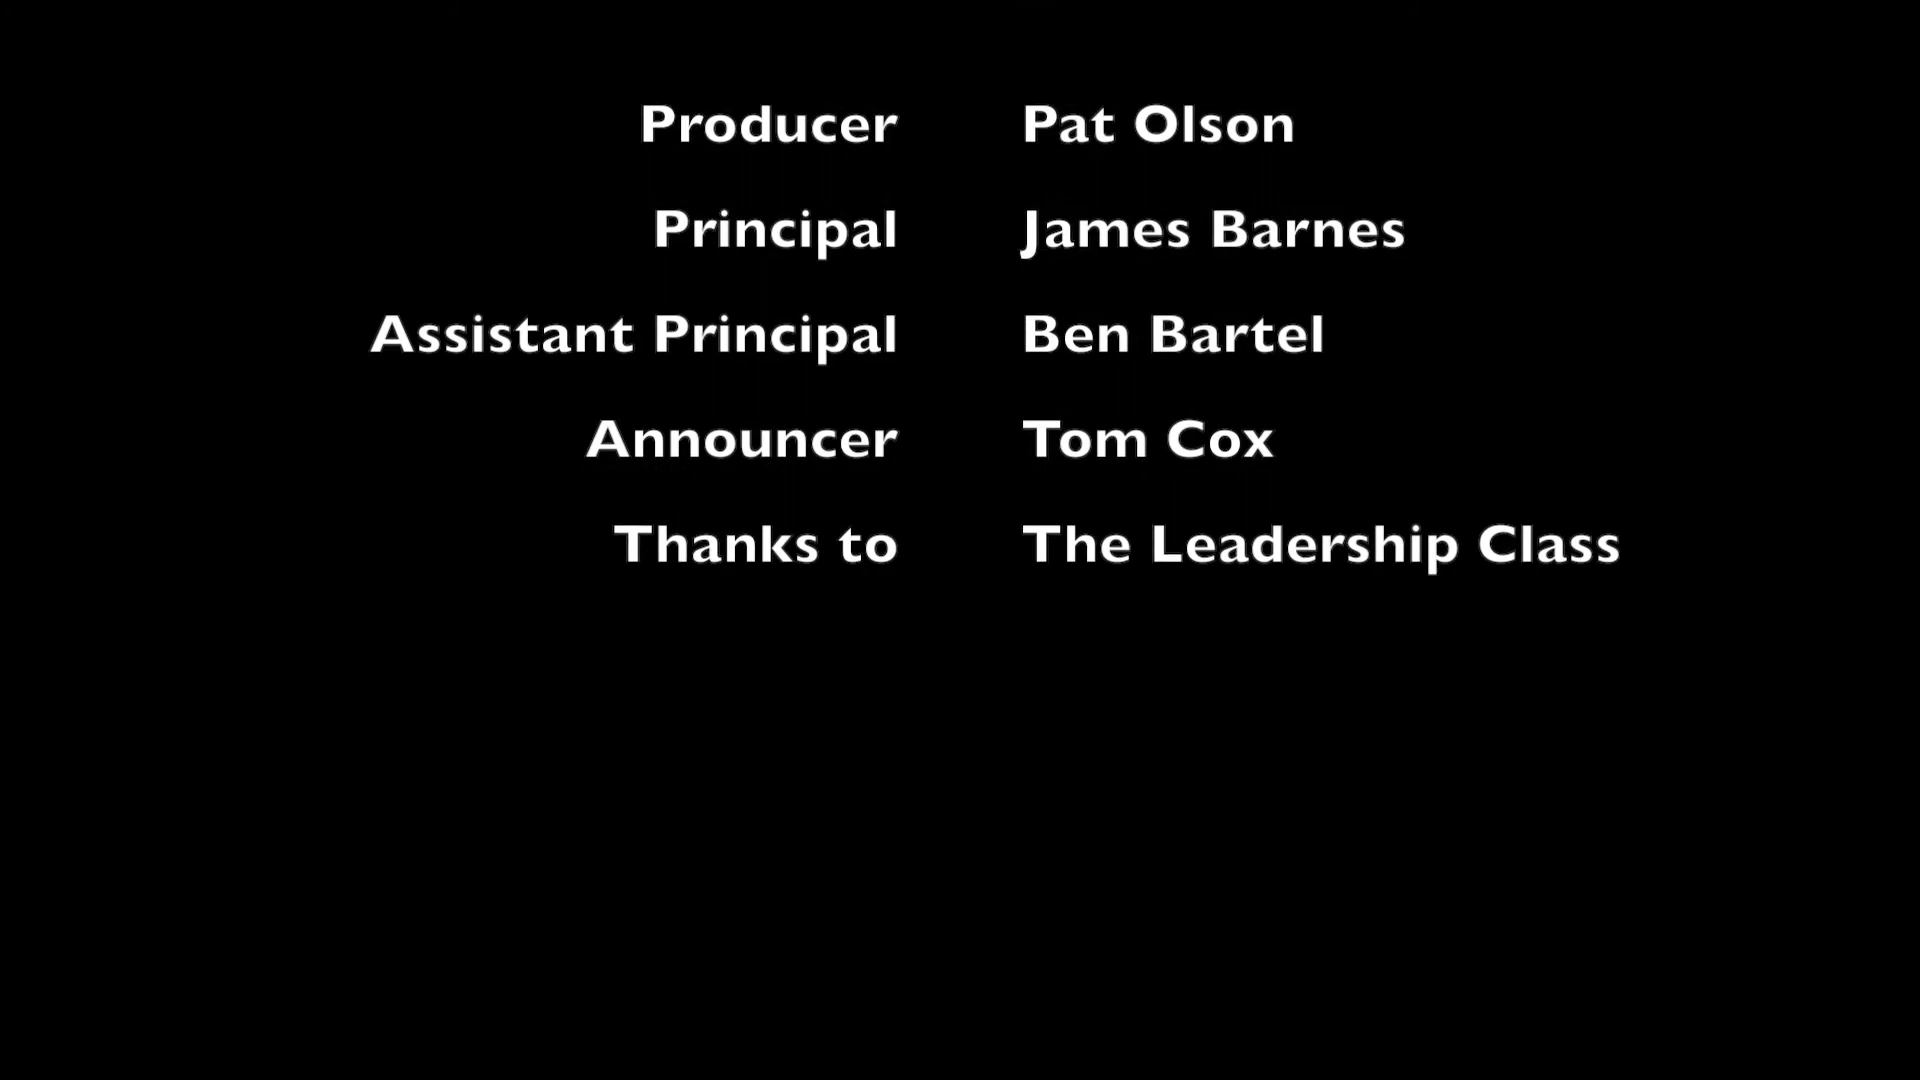 Producer Pat Olson
Principal James Barnes
Assistant Principal Ben Bartel
Announcer Tom Cox
Thanks to The Leadership Class